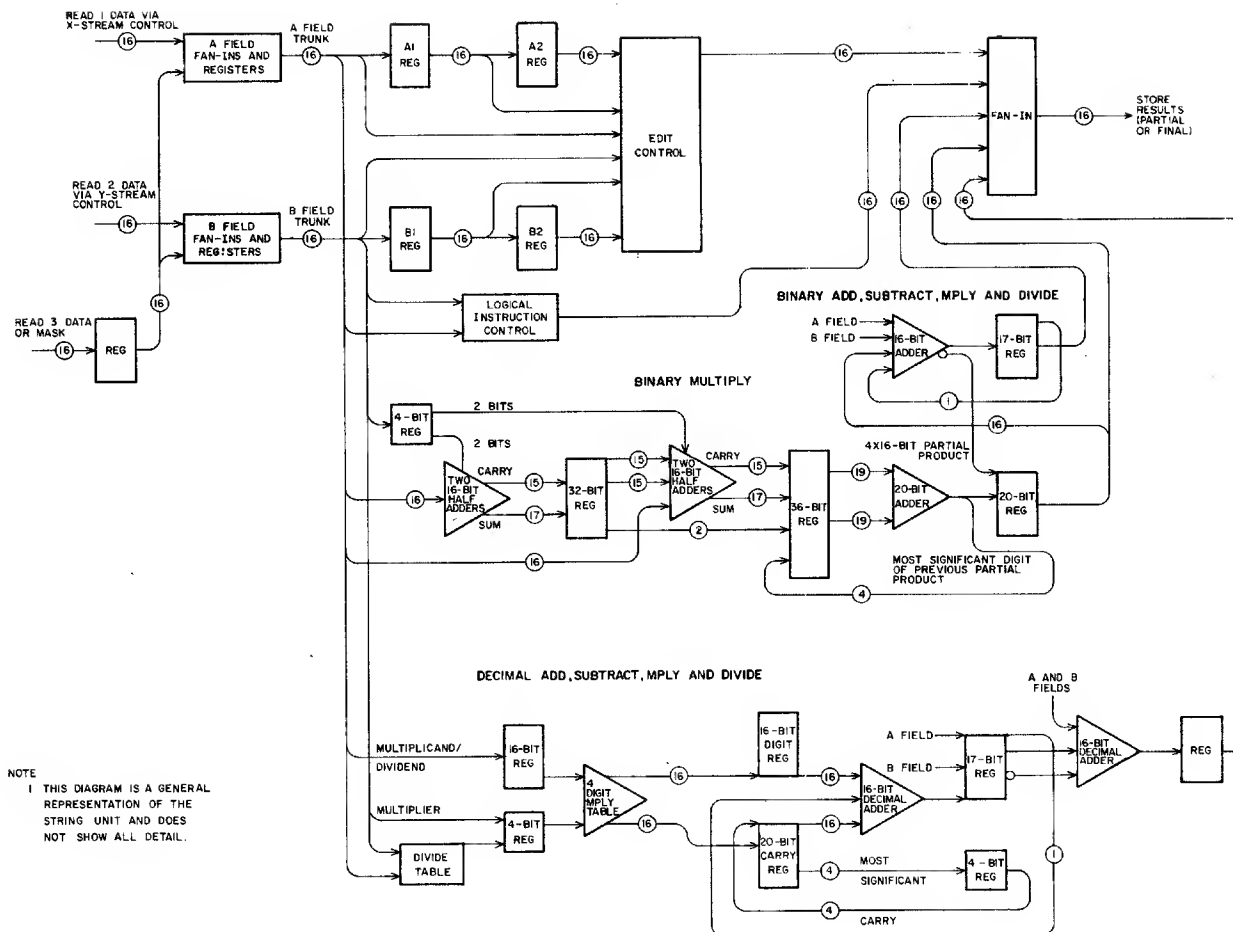 READ 1 DATA VIA
X-STREAM CONTROL
16
A FIELD
FAN-INS AND
REGISTERS
A FIELD
TRUNK
16
A1
REG
16
A2
REG
16
EDIT
CONTROL
16
FAN-IN
16
STORE
RESULTS
(PARTIAL
OR FINAL)
READ 2 DATA
VIA Y-STREAM
CONTROL
16
B FIELD
FAN-INS AND
REGISTERS
B FIELD
TRUNK
16
B1
REG
16
B2
REG
16
16
16
16
16
READ 3 DATA
OR MASK
16
REG
16
LOGICAL
INSTRUCTION
CONTROL
BINARY ADD, SUBTRACT, MPLY AND DIVIDE
A FIELD
B FIELD
16-BIT
ADDER
17-BIT
REG
1
16
BINARY MULTIPLY
4-BIT
REG
2 BITS
2 BITS
16
TWO
16-BIT
HALF
ADDERS
CARRY
15
SUM
17
32-BIT
REG
15
15
2
16
TWO
16-BIT
HALF
ADDERS
CARRY
15
SUM
17
36-BIT
REG
19
19
20-BIT
ADDER
4X16-BIT PARTIAL
PRODUCT
20-BIT
REG
MOST SIGNIFICANT DIGIT
OF PREVIOUS PARTIAL
PRODUCT
4
DECIMAL ADD, SUBTRACT, MPLY AND DIVIDE
MULTIPLICAND/
DIVIDEND
16-BIT
REG
MULTIPLIER
4-BIT
REG
DIVIDE
TABLE
4
DIGIT
MPLY
TABLE
16
16
16-BIT
DIGIT
REG
16
16
20-BIT
CARRY
REG
4
MOST
SIGNIFICANT
4-BIT
REG
4
CARRY
16-BIT
DECIMAL
ADDER
A FIELD
B FIELD
17-BIT
REG
1
A AND B
FIELDS
16-BIT
DECIMAL
ADDER
REG
NOTE
1 THIS DIAGRAM IS A GENERAL
REPRESENTATION OF THE
STRING UNIT AND DOES
NOT SHOW ALL DETAIL.